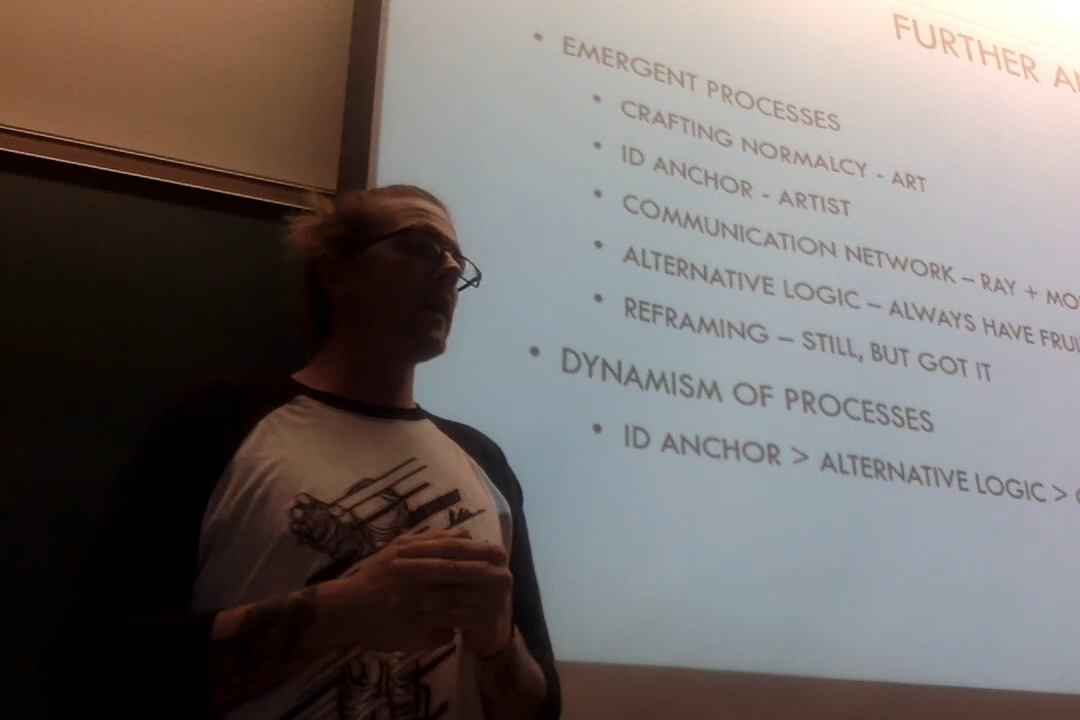 FURTHER
• EMERGENT PROCESSES
• CRAFTING NORMALCY - ART
• ID ANCHOR - ARTIST
• COMMUNICATION NETWORK – RAY +
• ALTERNATIVE LOGIC – ALWAYS HAVE
• REFRAMING – STILL, BUT GOT IT
• DYNAMISM OF PROCESSES
• ID ANCHOR > ALTERNATIVE LOGIC >